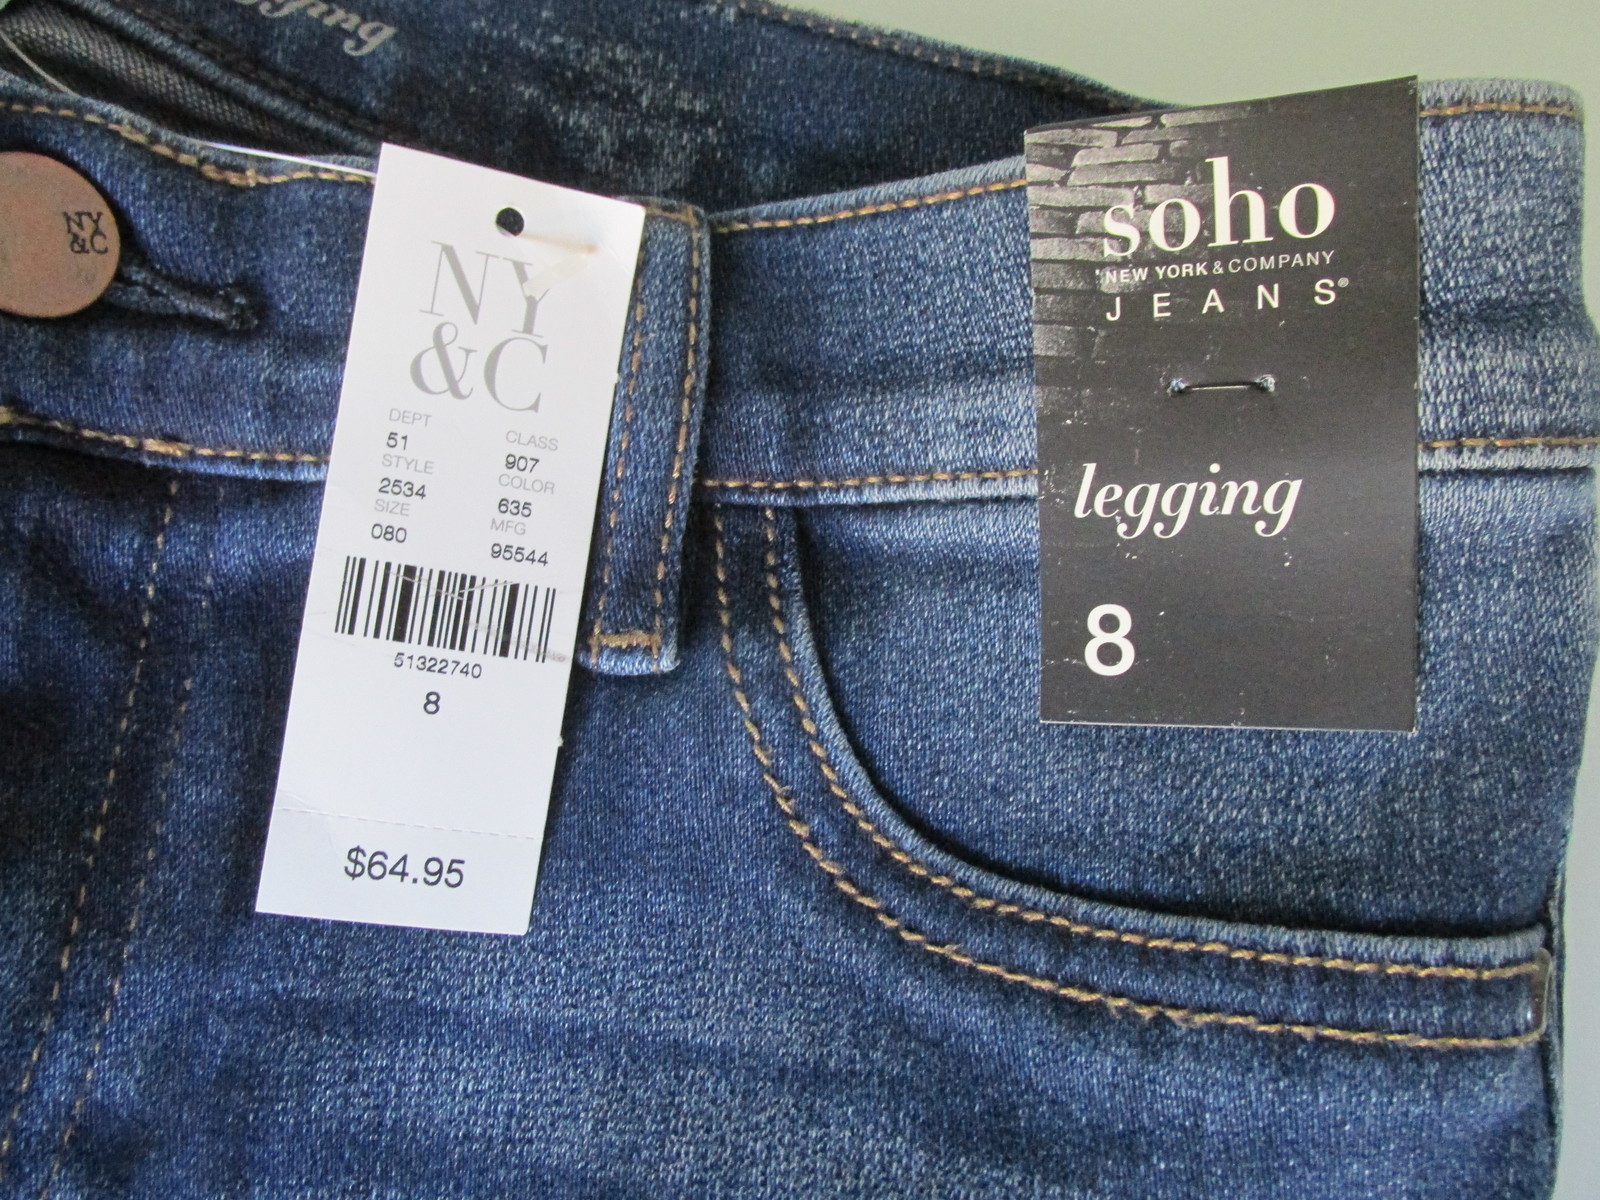 legging
NY
&C
NY
&C
DEPT CLASS
51 907
STYLE COLOR
2534 635
SIZE MFG
080 95544
51322740
8
$64.95
soho
NEW YORK & COMPANY
JEANS®
legging
8